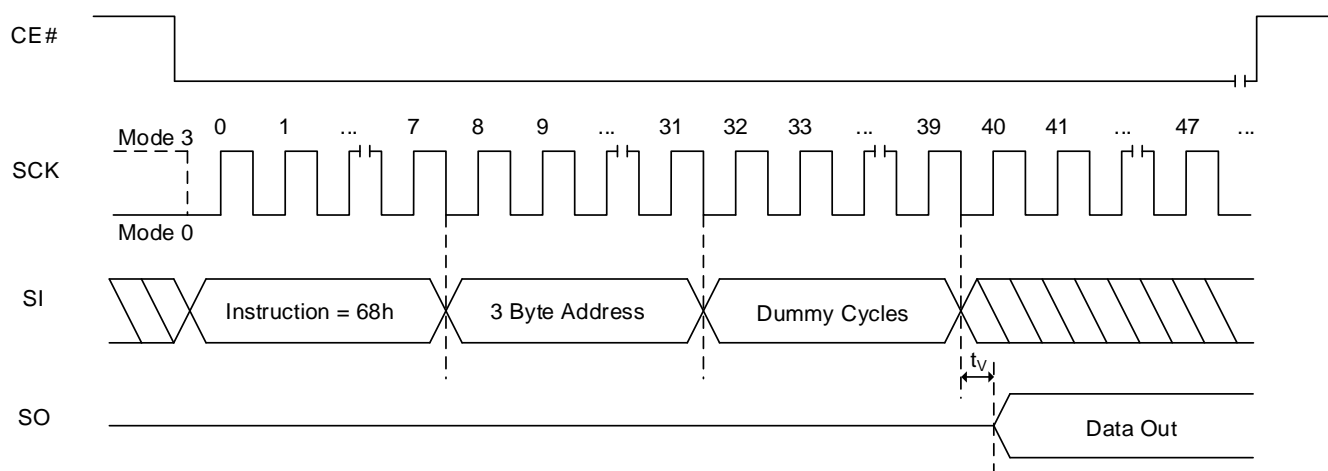 CE#
Mode 3 0 1 ... 7 8 9 ... 31 32 33 ... 39 40 41 ... 47 ...
SCK
Mode 0
SI Instruction = 68h 3 Byte Address Dummy Cycles
tV
SO Data Out